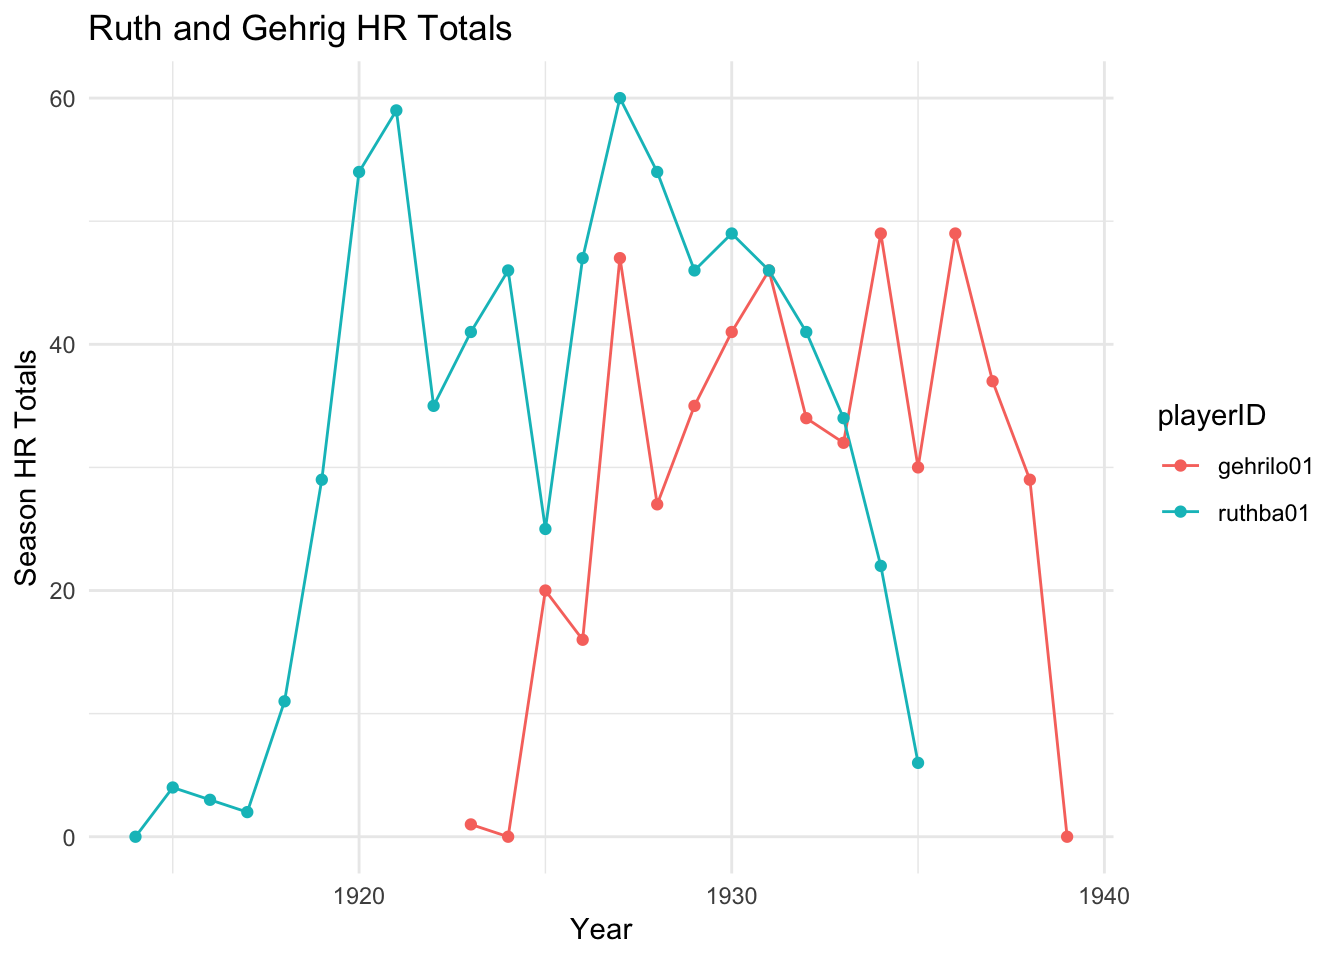 Ruth and Gehrig HR Totals
Season HR Totals
60
40
20
0
1920
1930
1940
Year
playerID
gehrilo01
ruthba01